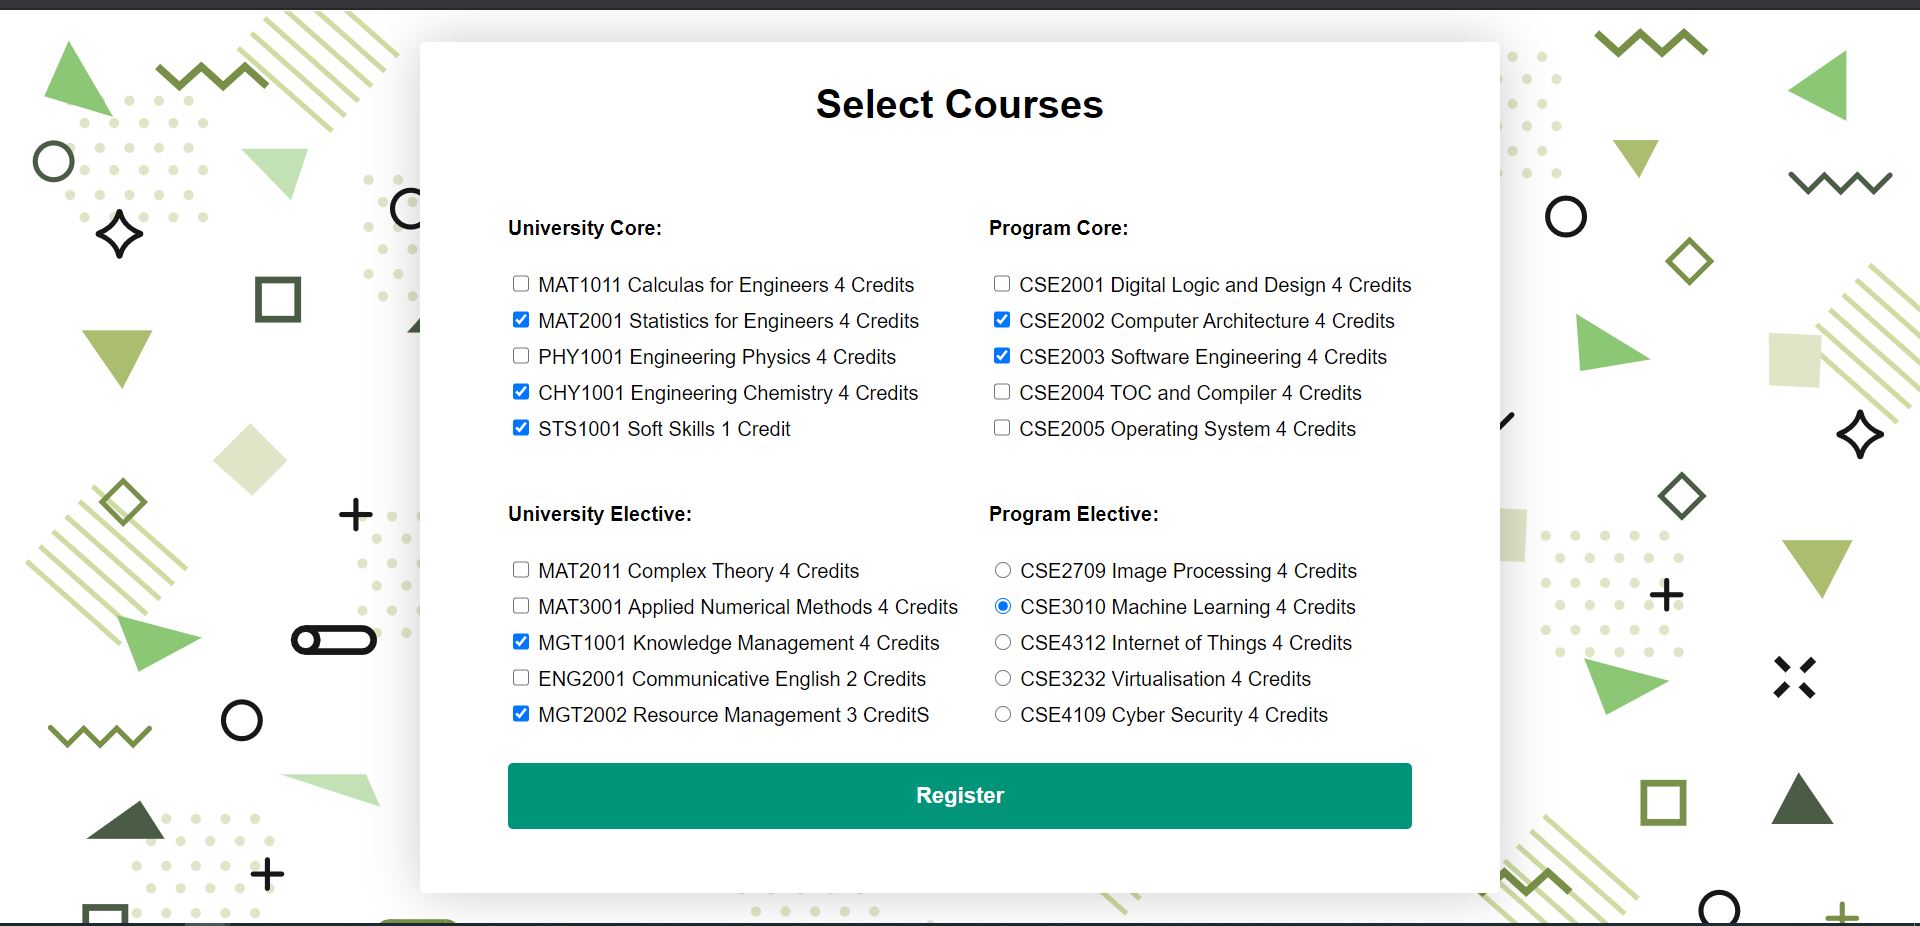 Select Courses
University Core:
MAT1011 Calculas for Engineers 4 Credits
MAT2001 Statistics for Engineers 4 Credits
PHY1001 Engineering Physics 4 Credits
CHY1001 Engineering Chemistry 4 Credits
STS1001 Soft Skills 1 Credit
Program Core:
CSE2001 Digital Logic and Design 4 Credits
CSE2002 Computer Architecture 4 Credits
CSE2003 Software Engineering 4 Credits
CSE2004 TOC and Compiler 4 Credits
CSE2005 Operating System 4 Credits
University Elective:
MAT2011 Complex Theory 4 Credits
MAT3001 Applied Numerical Methods 4 Credits
MGT1001 Knowledge Management 4 Credits
ENG2001 Communicative English 2 Credits
MGT2002 Resource Management 3 CreditS
Program Elective:
CSE2709 Image Processing 4 Credits
CSE3010 Machine Learning 4 Credits
CSE4312 Internet of Things 4 Credits
CSE3232 Virtualisation 4 Credits
CSE4109 Cyber Security 4 Credits
Register